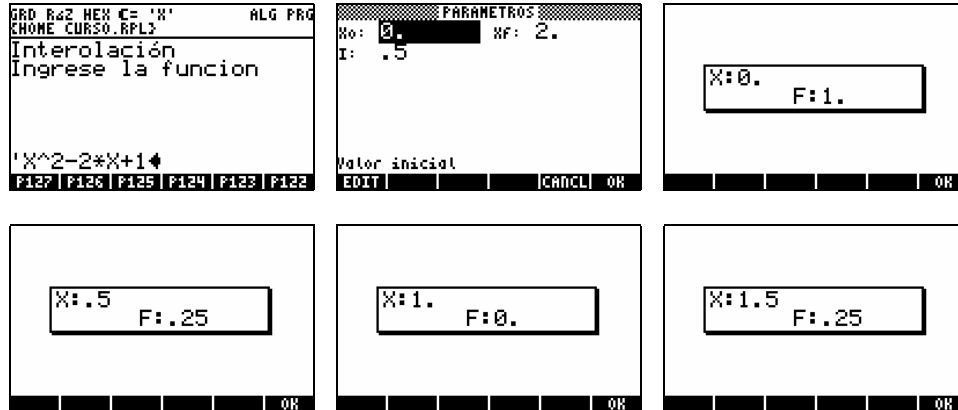 GRD R∠Z HEX C= 'X' ALG PRG
{HOME CURSO.RPL}
Interolación
Ingrese la funcion
'X^2-2*X+1
P127 P126 P125 P124 P123 P122
PARAMETROS
Xo: 0. XF: 2.
I: .5
Valor inicial
EDIT CANCL OK
X:0.
F:1.
OK
X:.5
F:.25
OK
X:1.
F:0.
OK
X:1.5
F:.25
OK